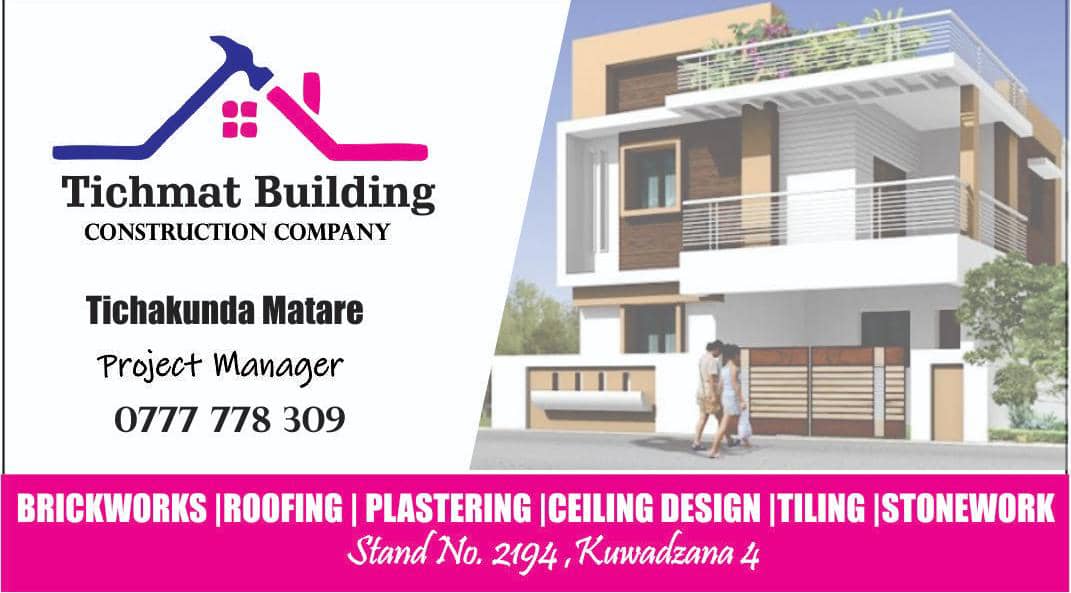 Tichmat Building
CONSTRUCTION COMPANY
Tichakunda Matare
Project Manager
0777 778 309
BRICKWORKS |ROOFING | PLASTERING |CEILING DESIGN |TILING |STONEWORK
Stand No. 2194 , Kuwadzana 4